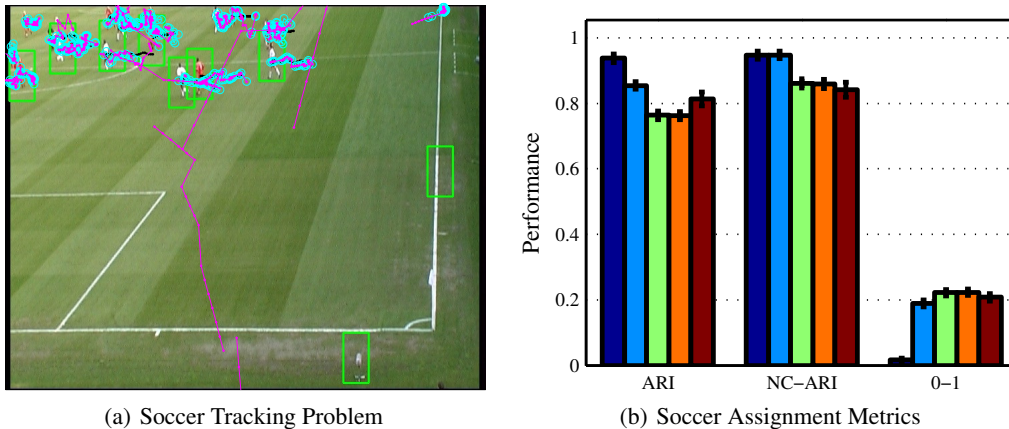 1
0.8
0.6
0.4
0.2
0
Performance
ARI
NC−ARI
0−1
(a) Soccer Tracking Problem
(b) Soccer Assignment Metrics